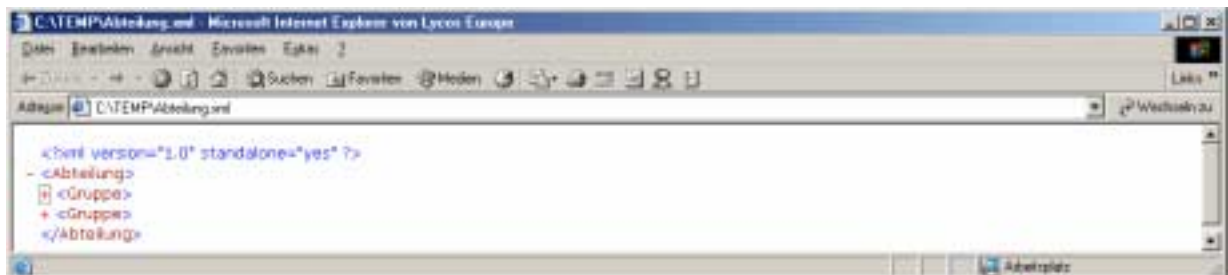 C:\TEMP\Abteilung.xml - Microsoft Internet Explorer von Lycos Europe
Datei Bearbeiten Ansicht Favoriten Extras ?
Suchen Favoriten Medien
Adresse C:\TEMP\Abteilung.xml Wechseln zu
Links »
<?xml version="1.0" standalone="yes" ?>
- <Abteilung>
+ <Gruppe>
+ <Gruppe>
</Abteilung>
Arbeitsplatz